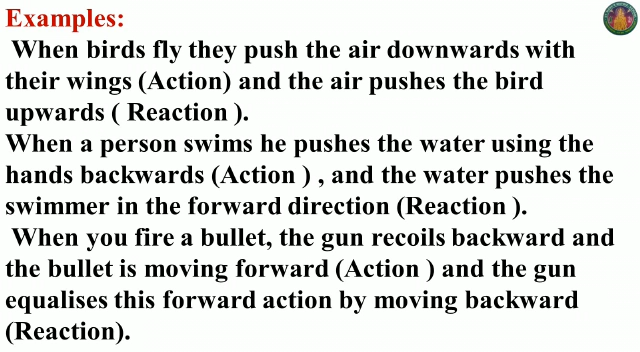 Examples:
When birds fly they push the air downwards with
their wings (Action) and the air pushes the bird
upwards ( Reaction ).
When a person swims he pushes the water using the
hands backwards (Action ) , and the water pushes the
swimmer in the forward direction (Reaction ).
When you fire a bullet, the gun recoils backward and
the bullet is moving forward (Action ) and the gun
equalises this forward action by moving backward
(Reaction).